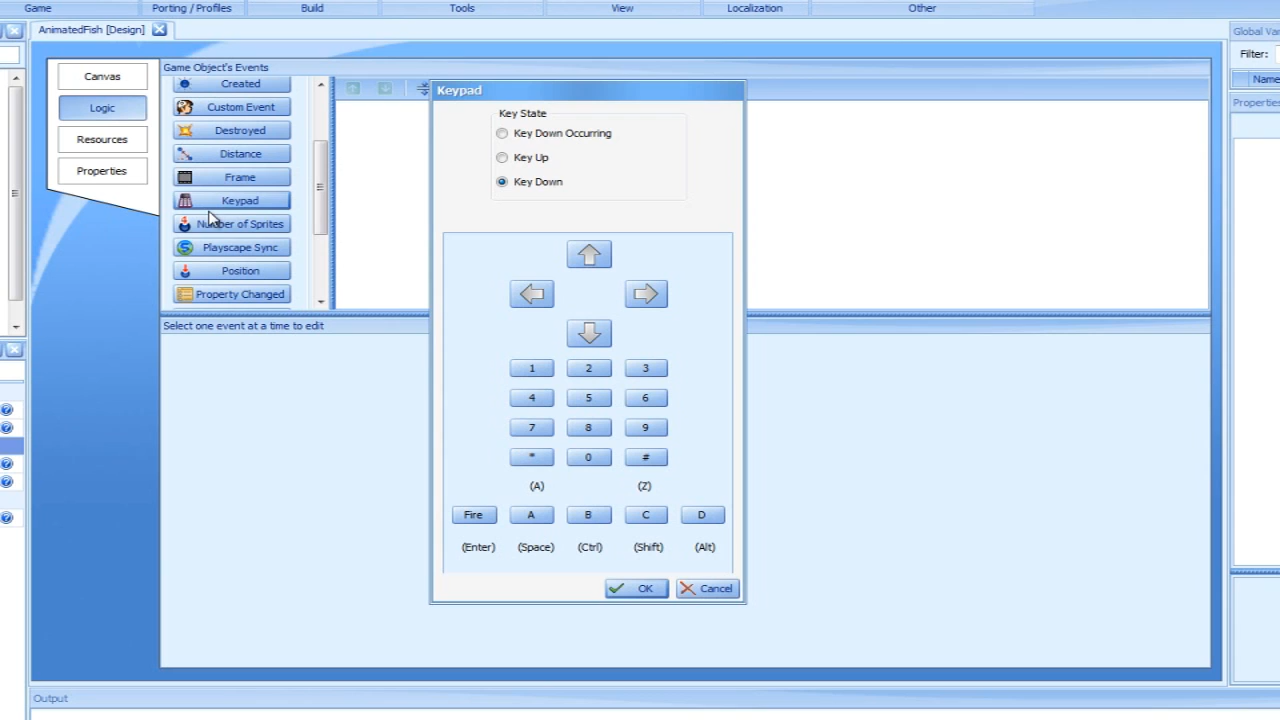 Game Porting / Profiles Build Tools View Localization Other
AnimatedFish [Design]
Global Var
Filter:
Name
Properties
Canvas
Logic
Resources
Properties
Game Object's Events
Created
Custom Event
Destroyed
Distance
Frame
Keypad
Number of Sprites
Playscape Sync
Position
Property Changed
Select one event at a time to edit
Keypad
Key State
Key Down Occurring
Key Up
Key Down
1 2 3
4 5 6
7 8 9
* 0 #
(A) (Z)
Fire A B C D
(Enter) (Space) (Ctrl) (Shift) (Alt)
OK Cancel
Output